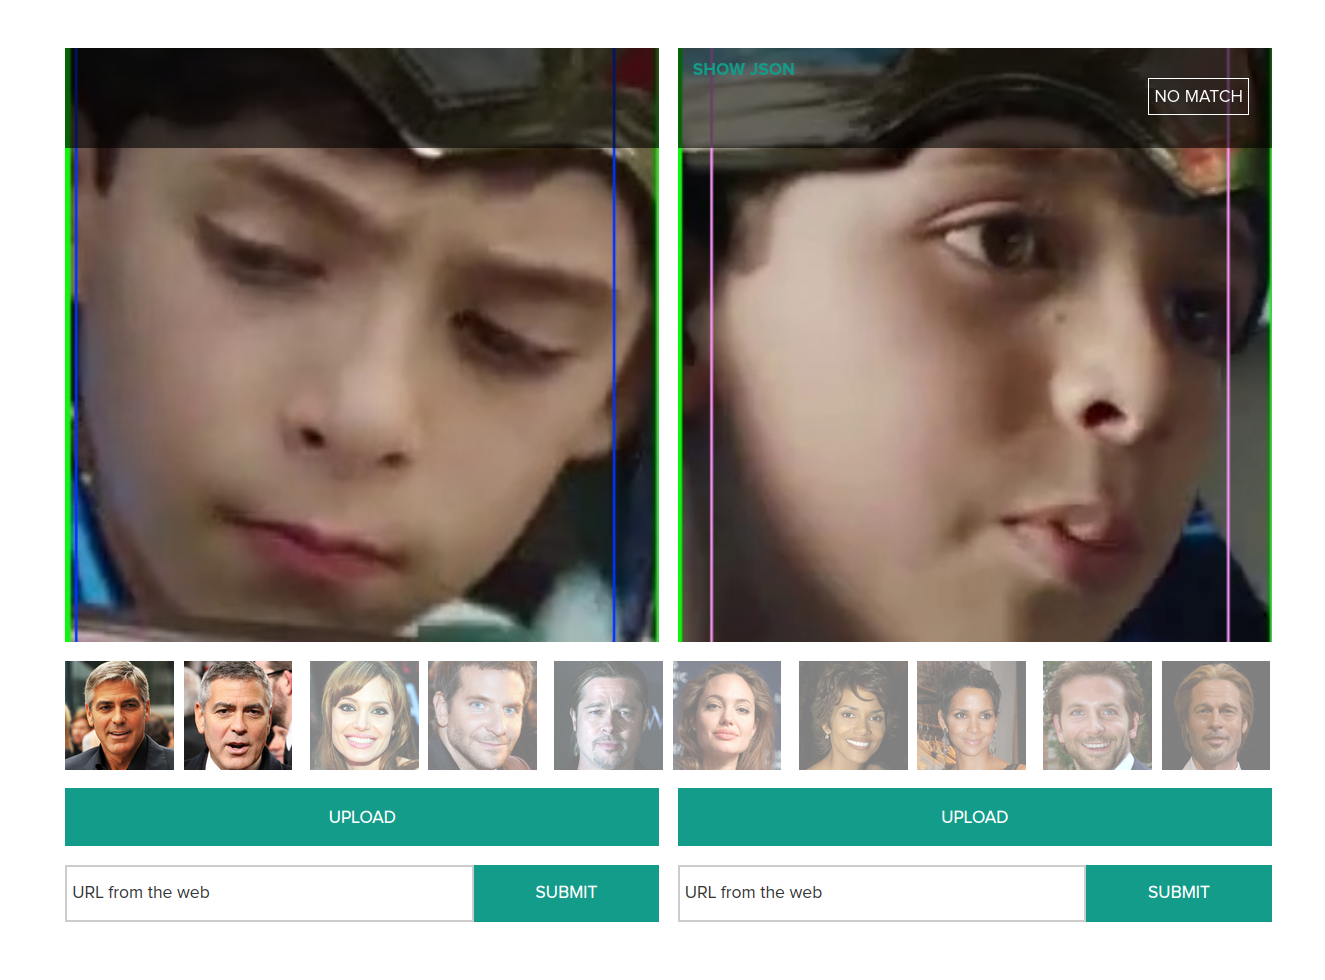 SHOW JSON
NO MATCH
UPLOAD
UPLOAD
URL from the web
SUBMIT
URL from the web
SUBMIT